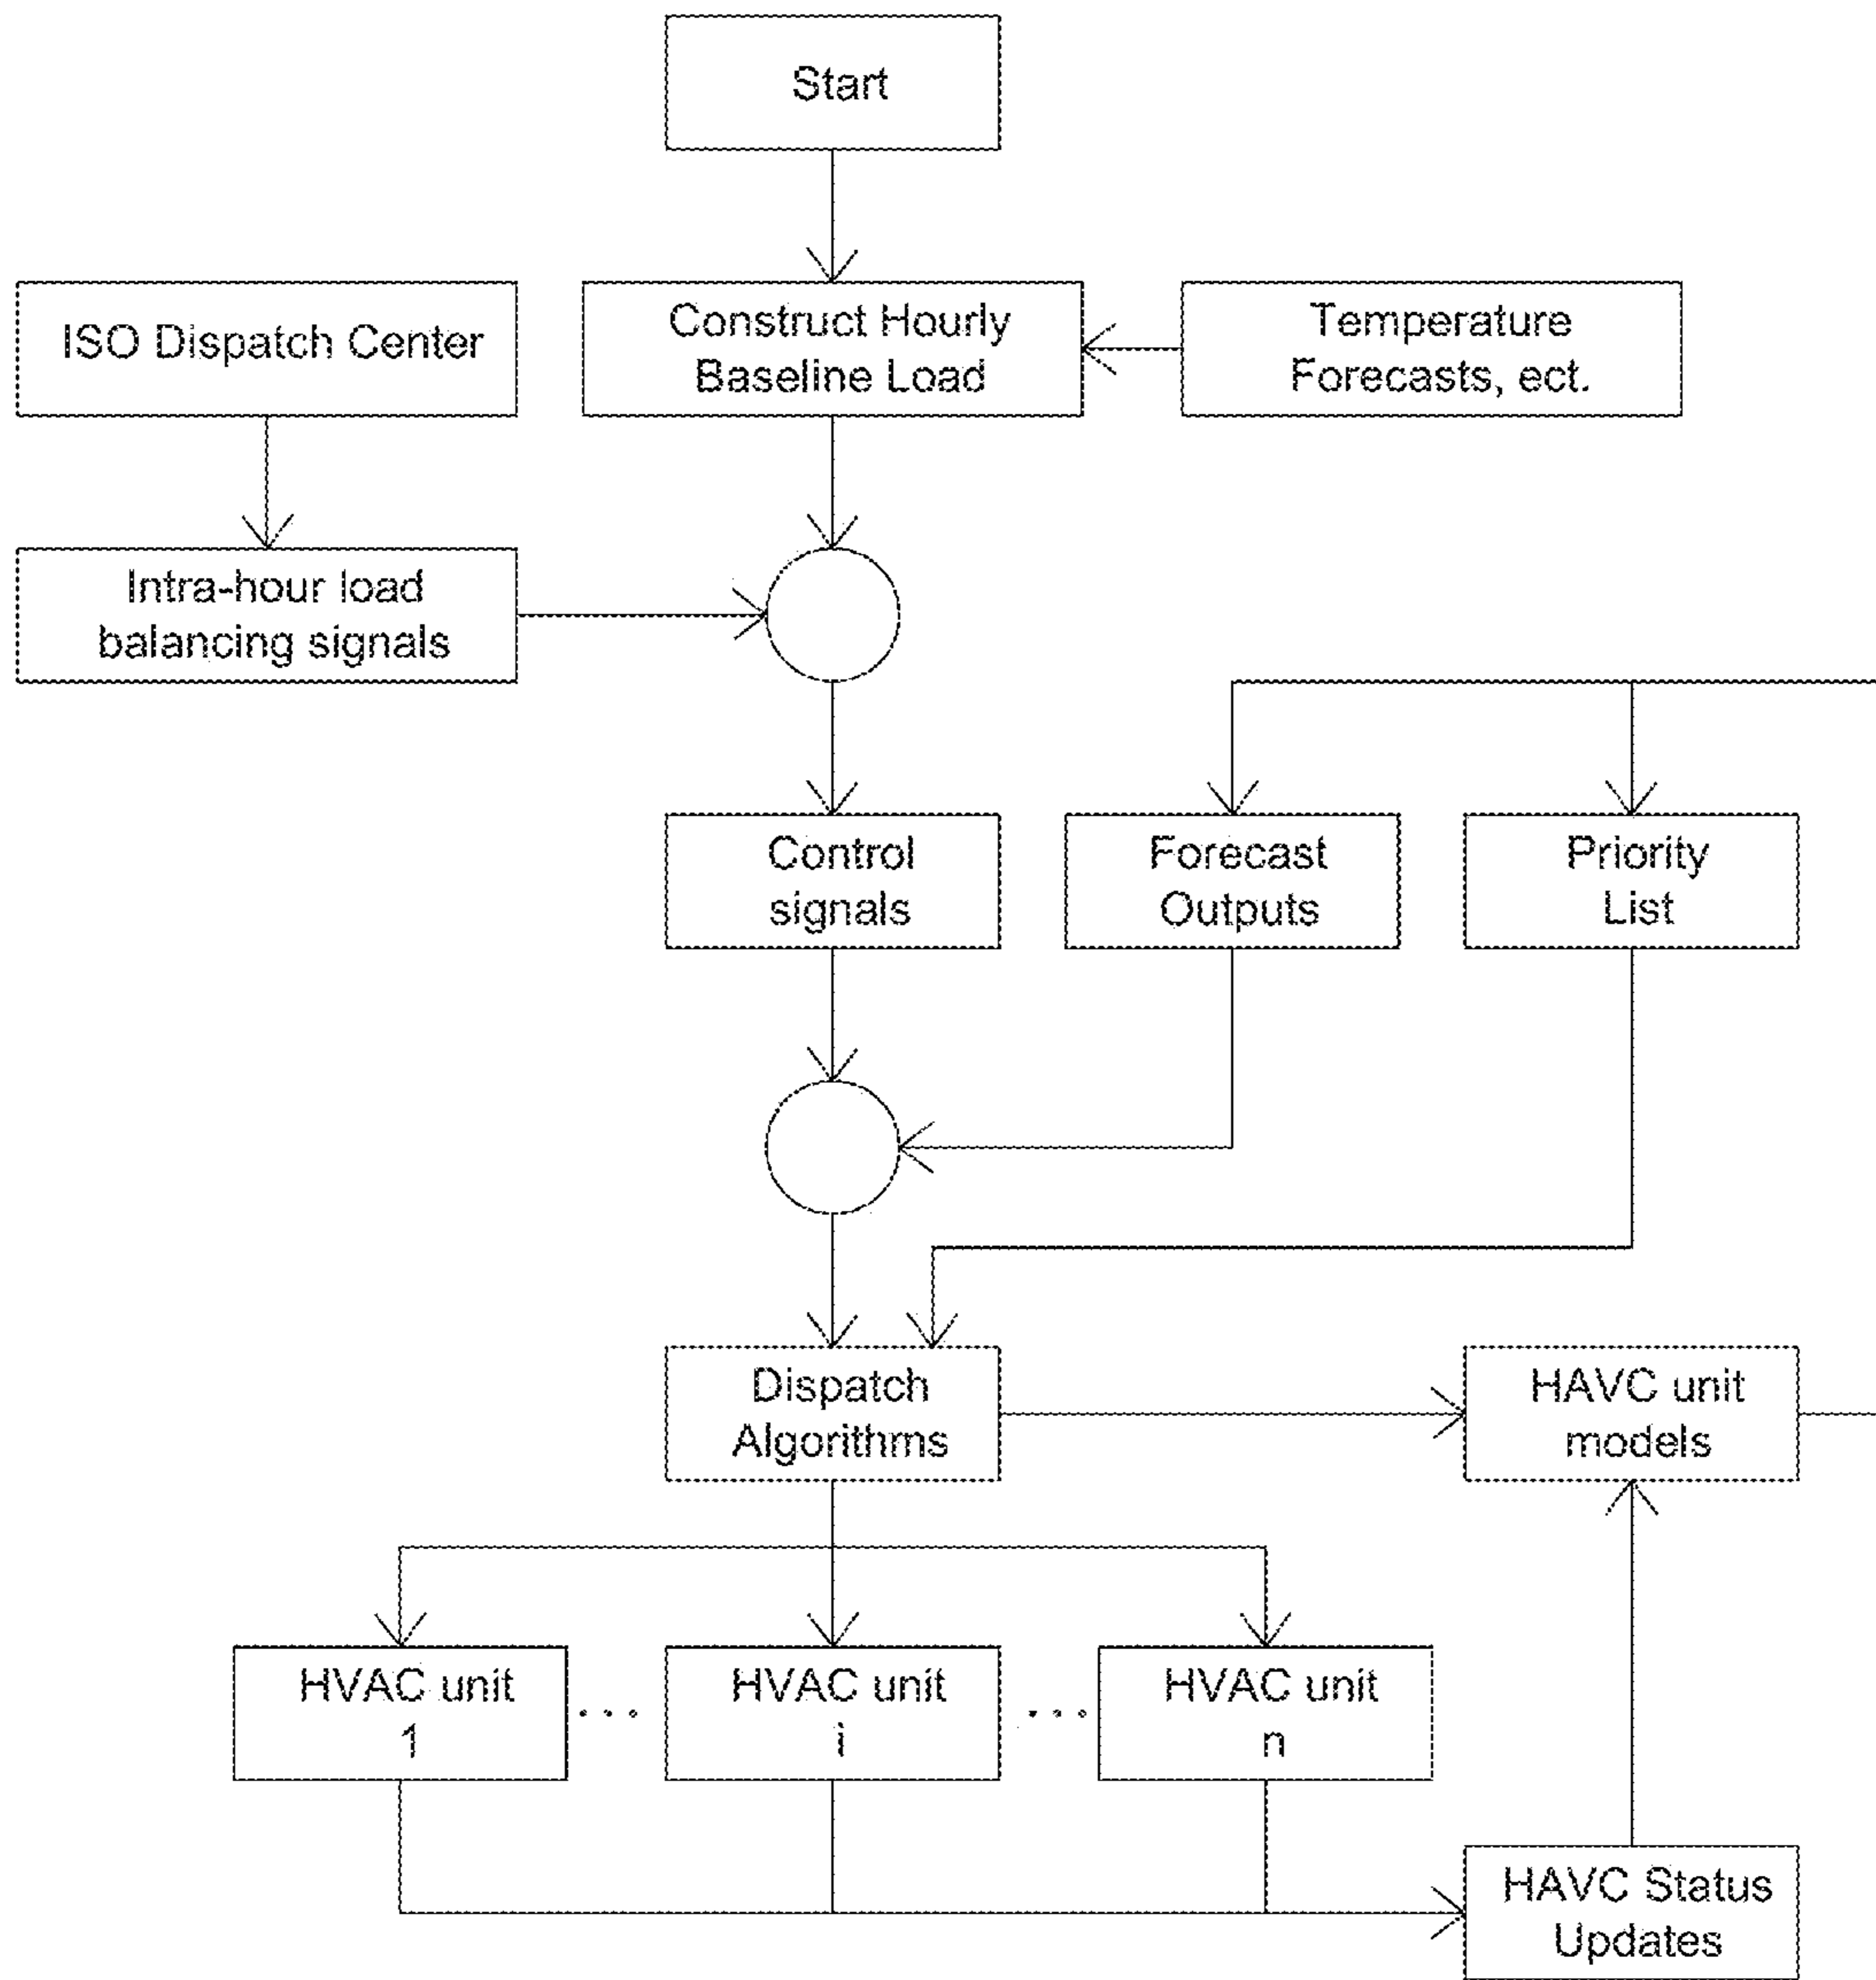 Start
ISO Dispatch Center
Construct Hourly
Baseline Load
Temperature
Forecasts, ect.
Intra-hour load
balancing signals
Control
signals
Forecast
Outputs
Priority
List
Dispatch
Algorithms
HAVC unit
models
HVAC unit
1
...
HVAC unit
i
...
HVAC unit
n
HAVC Status
Updates